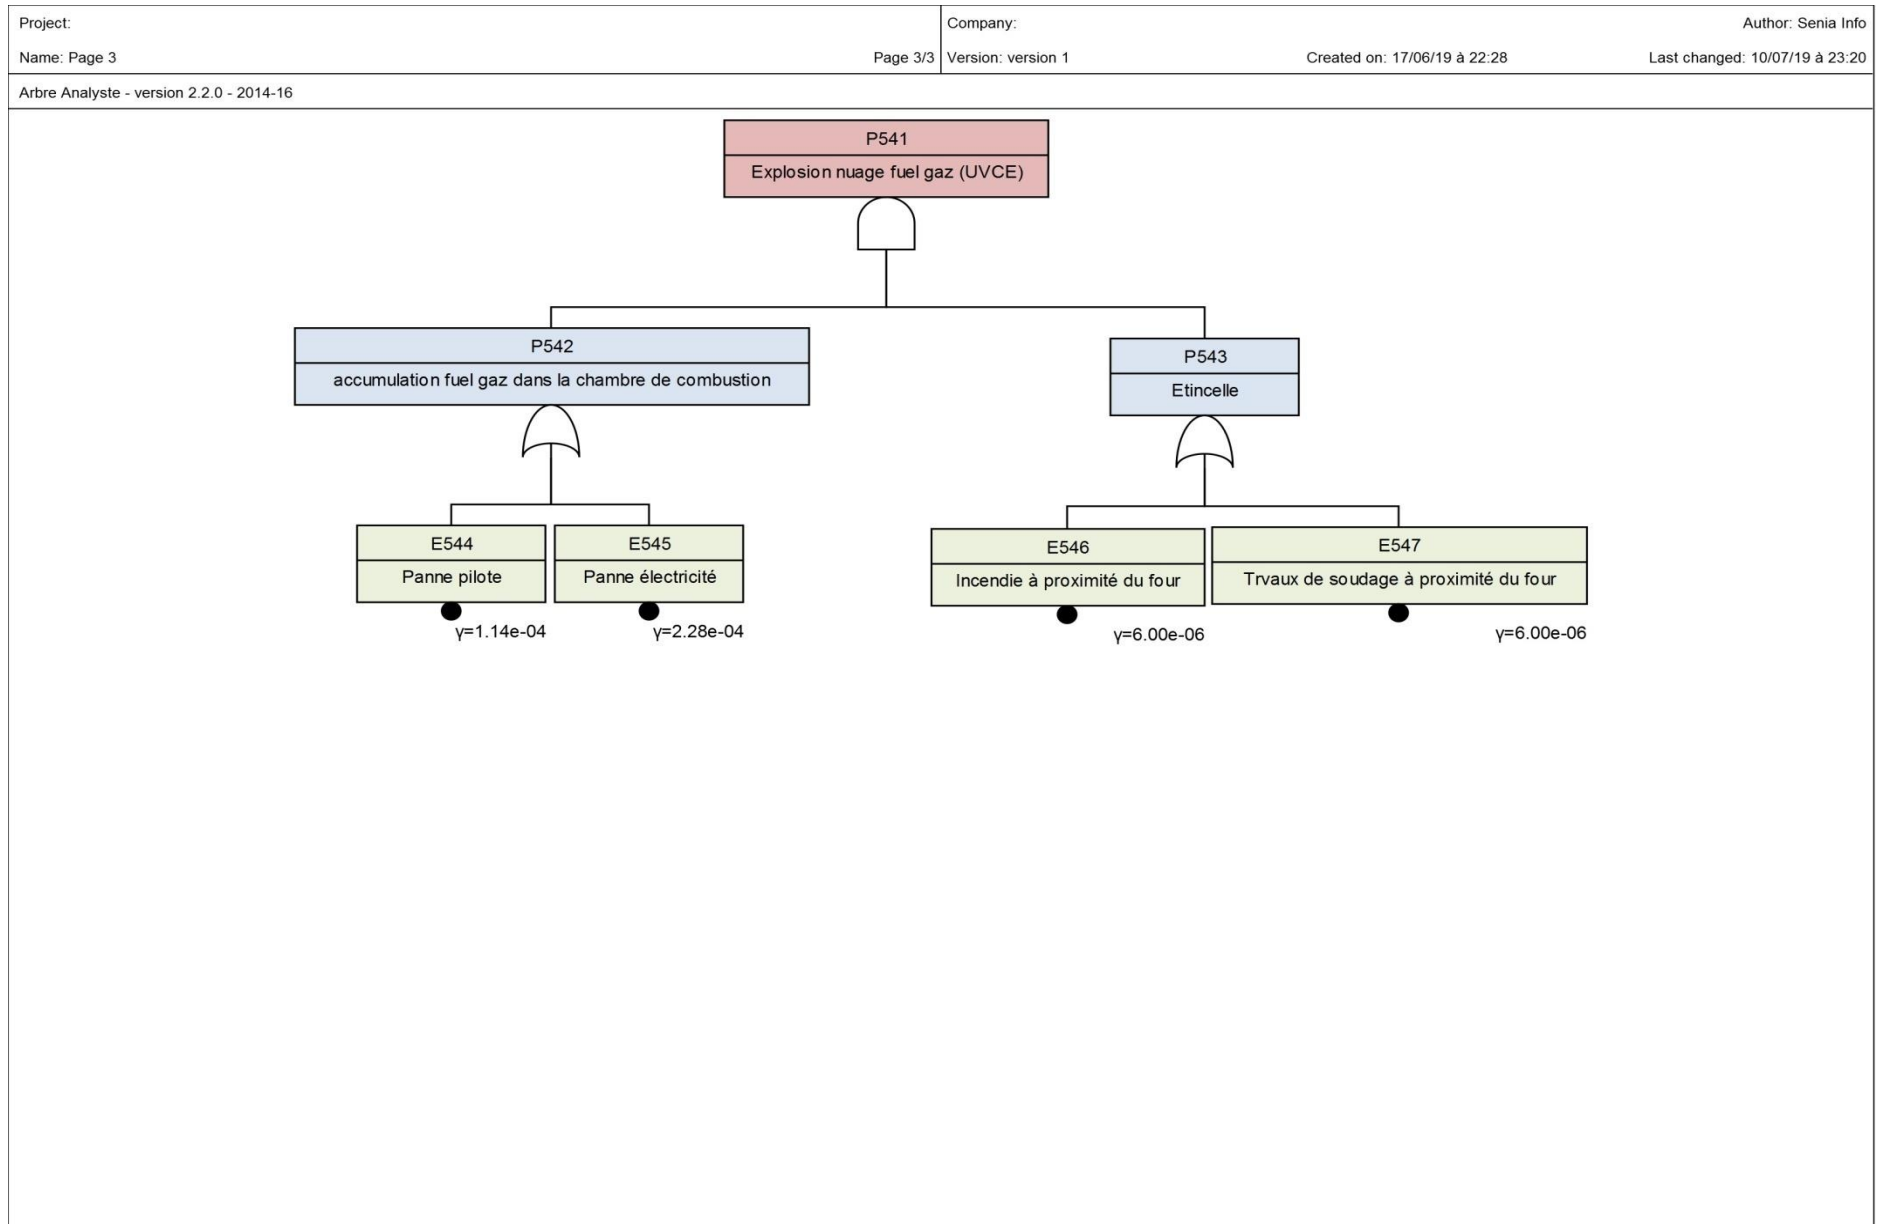 Project:
Company:
Author: Senia Info
Name: Page 3
Page 3/3
Version: version 1
Created on: 17/06/19 à 22:28
Last changed: 10/07/19 à 23:20
Arbre Analyste - version 2.2.0 - 2014-16
P541
Explosion nuage fuel gaz (UVCE)
P542
accumulation fuel gaz dans la chambre de combustion
P543
Etincelle
E544
Panne pilote
γ=1.14e-04
E545
Panne électricité
γ=2.28e-04
E546
Incendie à proximité du four
γ=6.00e-06
E547
Trvaux de soudage à proximité du four
γ=6.00e-06